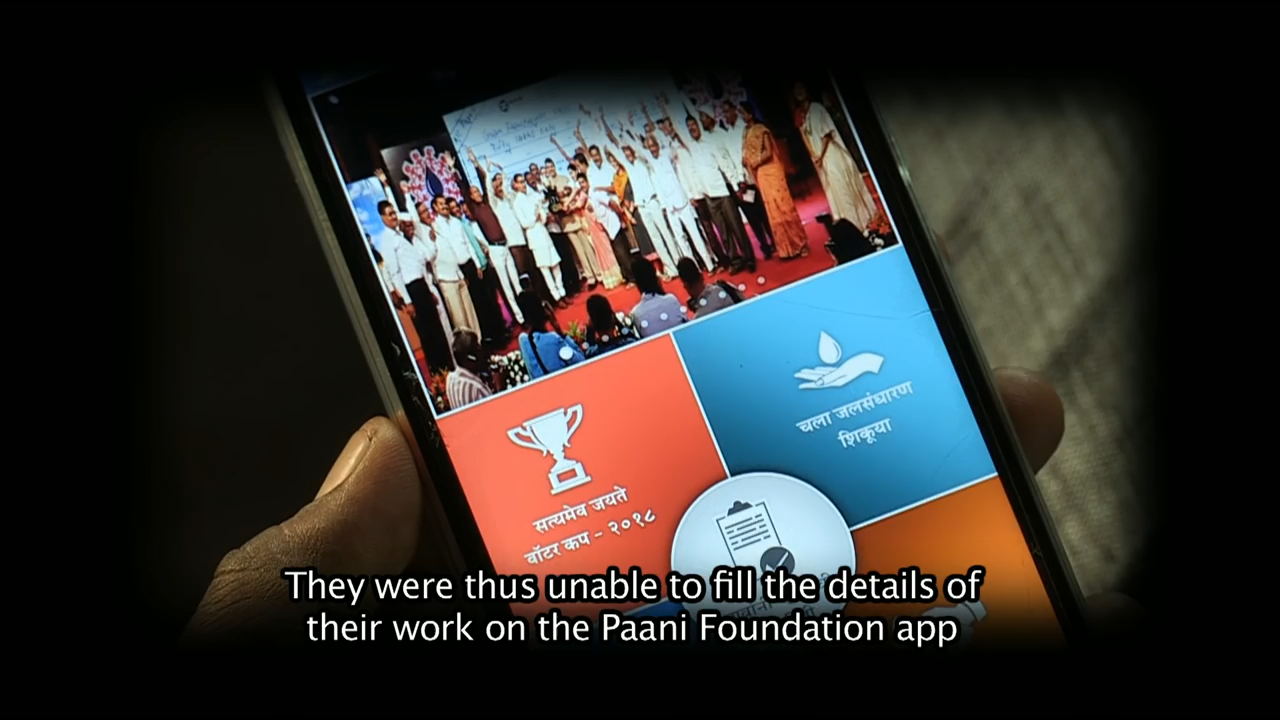 चला जलसंधारण
शिकूया
सत्यमेव जयते
वॉटर कप - २०१८
They were thus unable to fill the details of
their work on the Paani Foundation app